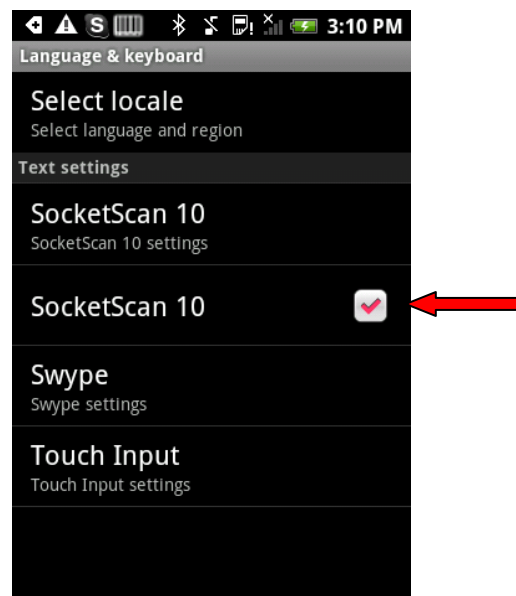 S 3:10 PM
Language & keyboard
Select locale
Select language and region
Text settings
SocketScan 10
SocketScan 10 settings
SocketScan 10
Swype
Swype settings
Touch Input
Touch Input settings